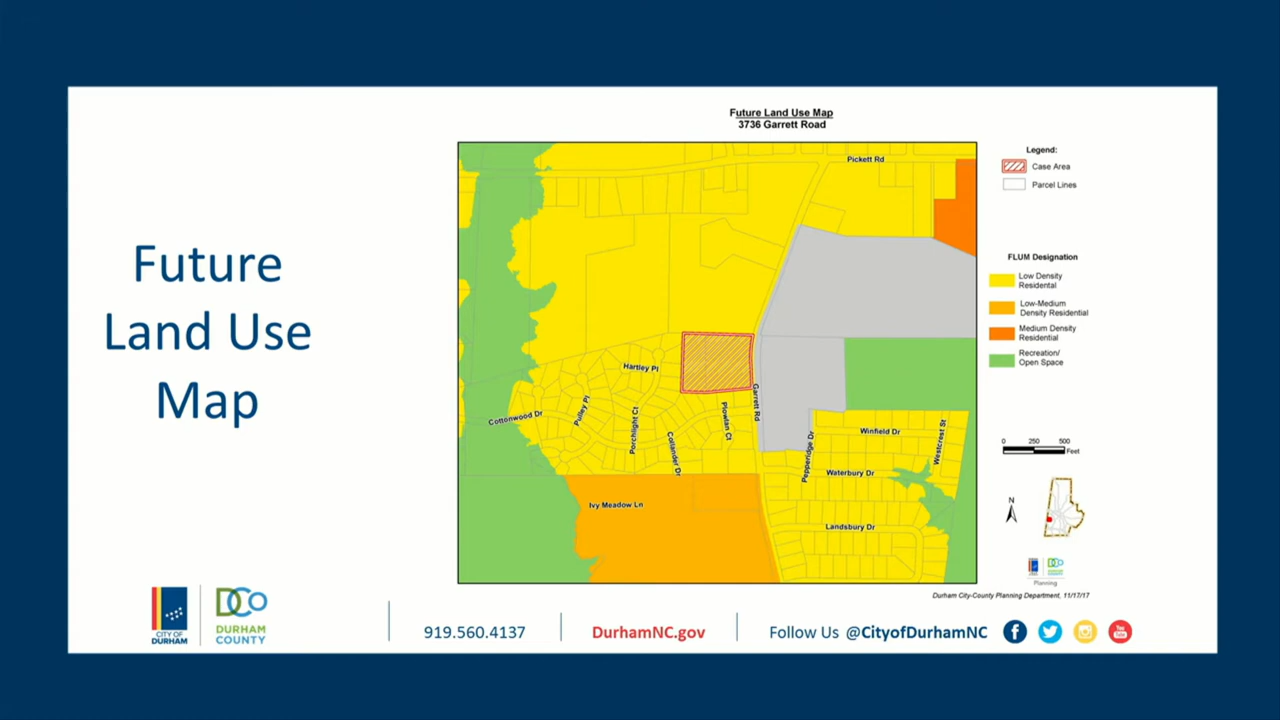 Future
Land Use
Map
Future Land Use Map
3736 Garrett Road
Pickett Rd
Hartley Pl
Cottonwood Dr
Pulley Pl
Porchlight Ct
Collander Dr
Plowlan Ct
Garrett Rd
Pepperidge Dr
Winfield Dr
Westcrest St
Waterbury Dr
Ivy Meadow Ln
Landsbury Dr
Legend:
Case Area
Parcel Lines
FLUM Designation
Low Density
Residental
Low-Medium
Density Residential
Medium Density
Residential
Recreation/
Open Space
0 250 500
Feet
N
Planning
Durham City-County Planning Department, 11/17/17
CITY OF
DURHAM
DCo
DURHAM
COUNTY
919.560.4137
DurhamNC.gov
Follow Us @CityofDurhamNC